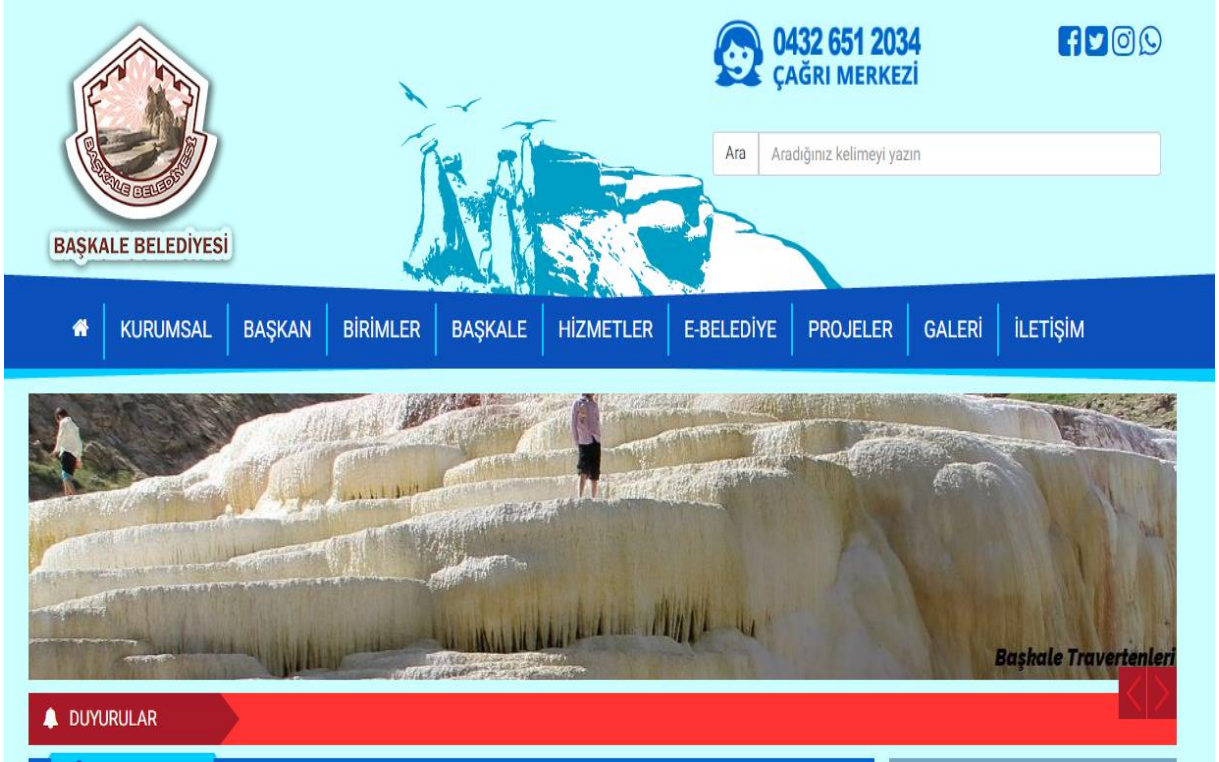 0432 651 2034
ÇAĞRI MERKEZİ
Ara Aradığınız kelimeyi yazın
BAŞKALE BELEDİYESİ
BAŞKALE BELEDİYESİ
KURUMSAL BAŞKAN BİRİMLER BAŞKALE HİZMETLER E-BELEDİYE PROJELER GALERİ İLETİŞİM
Başkale Travertenleri
DUYURULAR